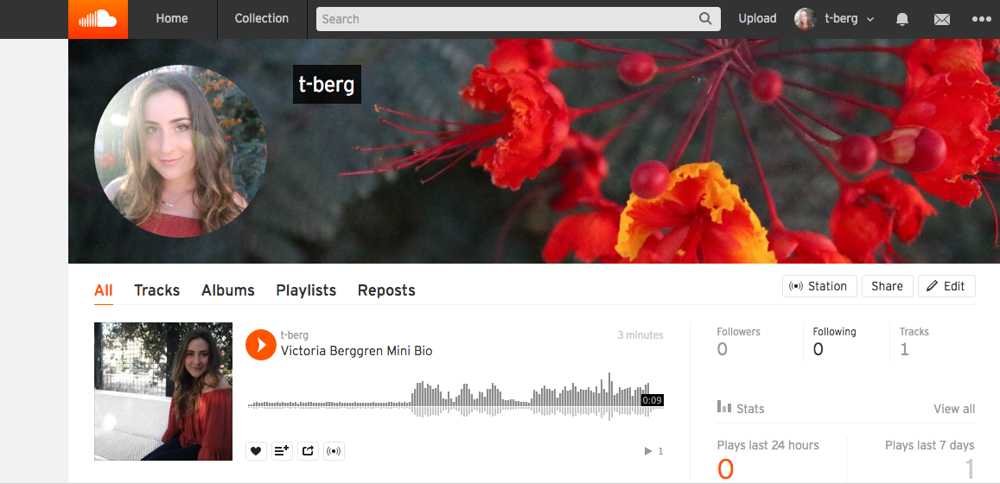 Home Collection Search Upload t-berg
t-berg
All Tracks Albums Playlists Reposts Station Share Edit
t-berg 3 minutes
Victoria Berggren Mini Bio
0:09
1
Followers Following Tracks
0 0 1
Stats View all
Plays last 24 hours Plays last 7 days
0 1